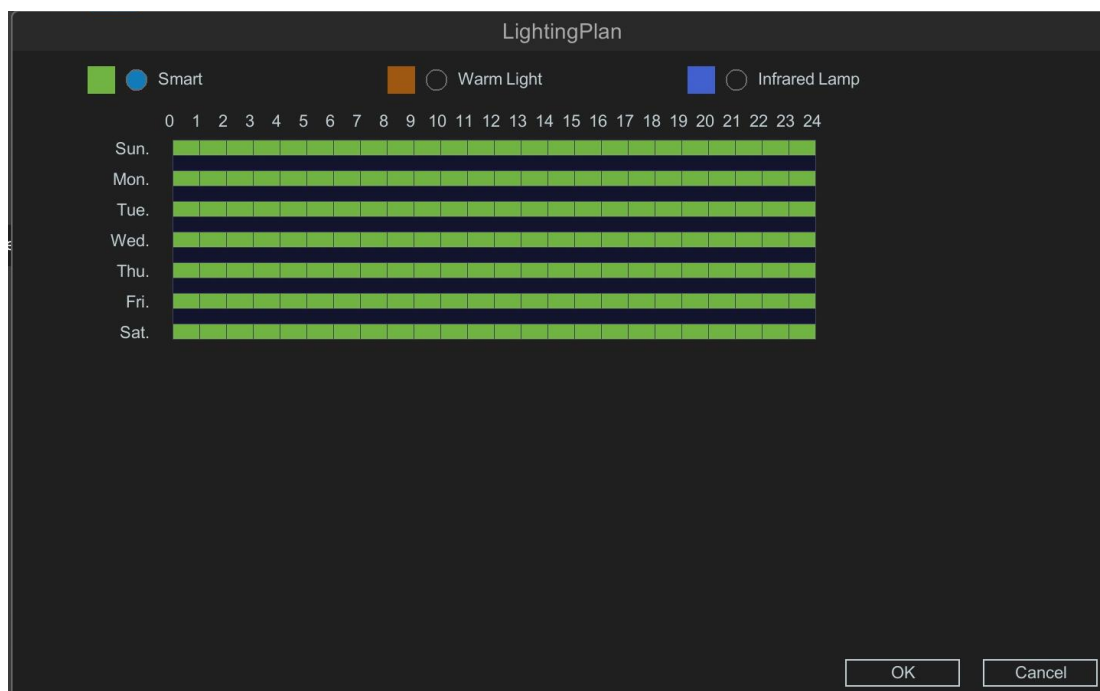 LightingPlan
Smart Warm Light Infrared Lamp
0 1 2 3 4 5 6 7 8 9 10 11 12 13 14 15 16 17 18 19 20 21 22 23 24
Sun.
Mon.
Tue.
Wed.
Thu.
Fri.
Sat.
OK Cancel